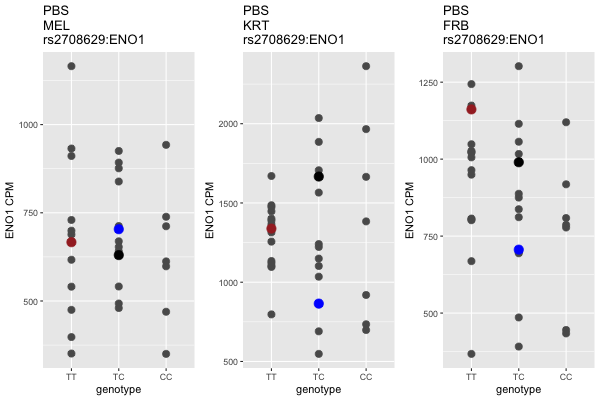 PBS
MEL
rs2708629:ENO1
ENO1 CPM
1000
750
500
TT
TC
CC
genotype
PBS
KRT
rs2708629:ENO1
ENO1 CPM
2000
1500
1000
500
TT
TC
CC
genotype
PBS
FRB
rs2708629:ENO1
ENO1 CPM
1250
1000
750
500
TT
TC
CC
genotype